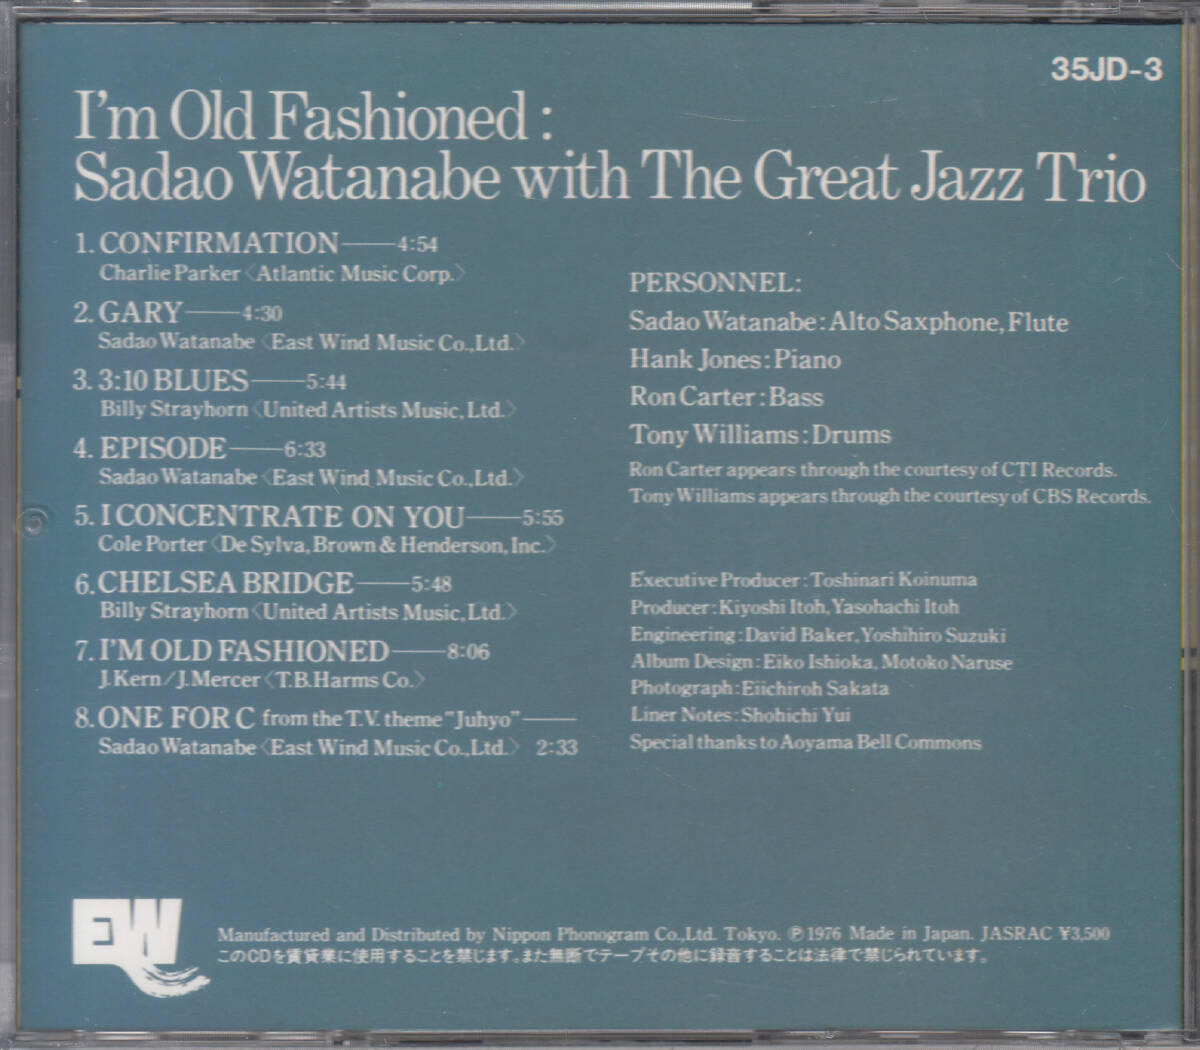 35JD-3
I'm Old Fashioned:
Sadao Watanabe with The Great Jazz Trio
1. CONFIRMATION——4:54
Charlie Parker〈Atlantic Music Corp.〉
2. GARY——4:30
Sadao Watanabe〈East Wind Music Co.,Ltd.〉
3. 3:10 BLUES——5:44
Billy Strayhorn〈United Artists Music, Ltd.〉
4. EPISODE——6:33
Sadao Watanabe〈East Wind Music Co.,Ltd.〉
5. I CONCENTRATE ON YOU——5:55
Cole Porter〈De Sylva, Brown & Henderson, Inc.〉
6. CHELSEA BRIDGE——5:48
Billy Strayhorn〈United Artists Music, Ltd.〉
7. I'M OLD FASHIONED——8:06
J.Kern/J.Mercer〈T.B.Harms Co.〉
8. ONE FOR C from the T.V. theme "Juhyo"——
Sadao Watanabe〈East Wind Music Co.,Ltd.〉 2:33
PERSONNEL:
Sadao Watanabe: Alto Saxphone, Flute
Hank Jones: Piano
Ron Carter: Bass
Tony Williams: Drums
Ron Carter appears through the courtesy of CTI Records.
Tony Williams appears through the courtesy of CBS Records.
Executive Producer: Toshinari Koinuma
Producer: Kiyoshi Itoh, Yasohachi Itoh
Engineering: David Baker, Yoshihiro Suzuki
Album Design: Eiko Ishioka, Motoko Naruse
Photograph: Eiichiroh Sakata
Liner Notes: Shohichi Yui
Special thanks to Aoyama Bell Commons
EW
Manufactured and Distributed by Nippon Phonogram Co.,Ltd. Tokyo. ℗1976 Made in Japan. JASRAC ¥3,500
このCDを賃貸業に使用することを禁じます。また無断でテープその他に録音することは法律で禁じられています。